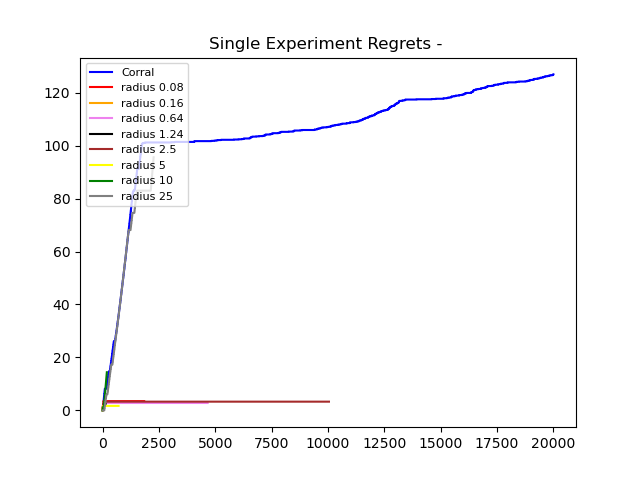 Single Experiment Regrets -
Corral
radius 0.08
radius 0.16
radius 0.64
radius 1.24
radius 2.5
radius 5
radius 10
radius 25
120
100
80
60
40
20
0
0 2500 5000 7500 10000 12500 15000 17500 20000